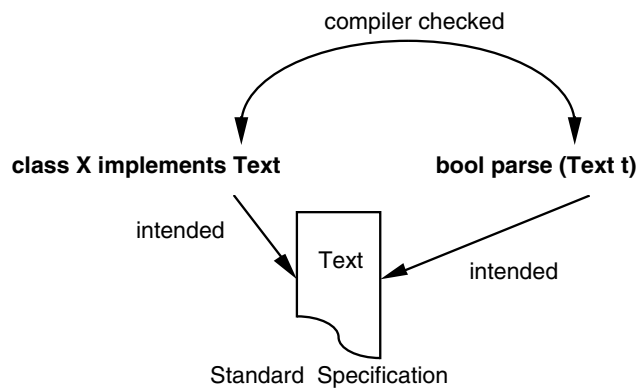 compiler checked
class X implements Text
bool parse (Text t)
intended
Text
intended
Standard Specification